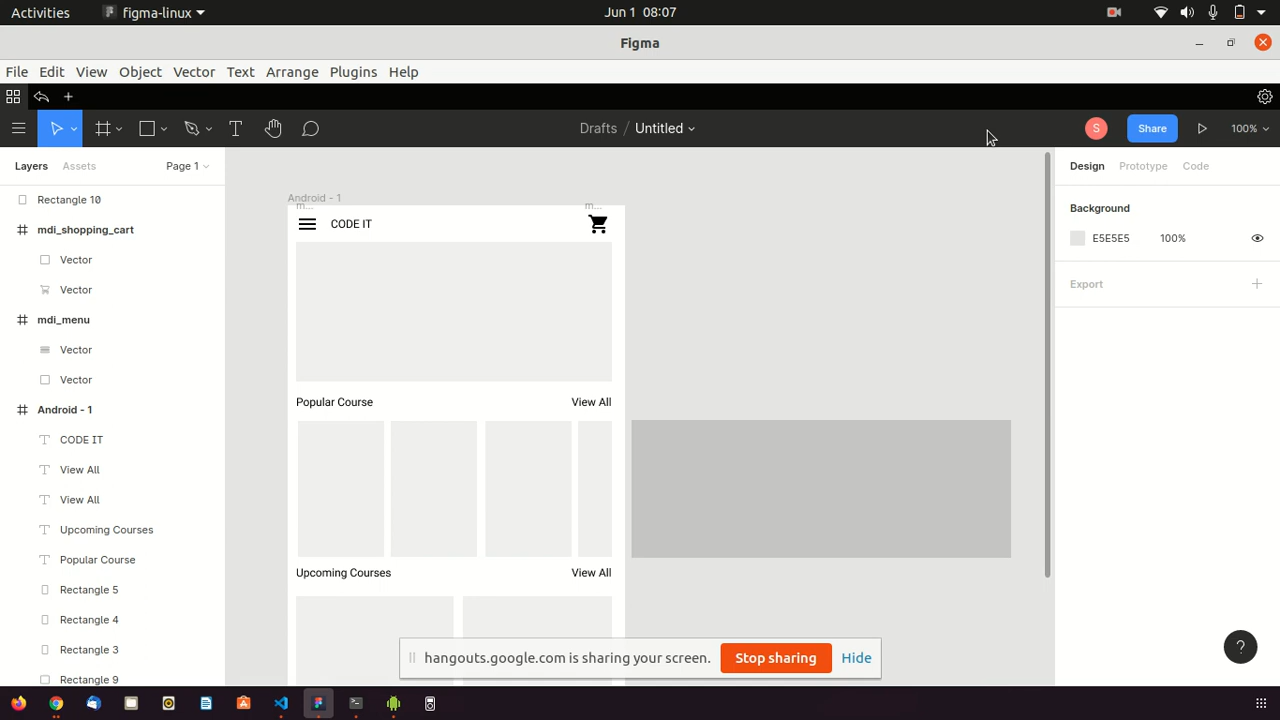 Activities figma-linux Jun 1 08:07
Figma
File Edit View Object Vector Text Arrange Plugins Help
Drafts / Untitled S Share 100%
Layers Assets Page 1
Rectangle 10
mdi_shopping_cart
Vector
Vector
mdi_menu
Vector
Vector
Android - 1
CODE IT
View All
View All
Upcoming Courses
Popular Course
Rectangle 5
Rectangle 4
Rectangle 3
Rectangle 9
Android - 1
m... m...
CODE IT
Popular Course View All
Upcoming Courses View All
hangouts.google.com is sharing your screen. Stop sharing Hide
Design Prototype Code
Background
E5E5E5 100%
Export
?